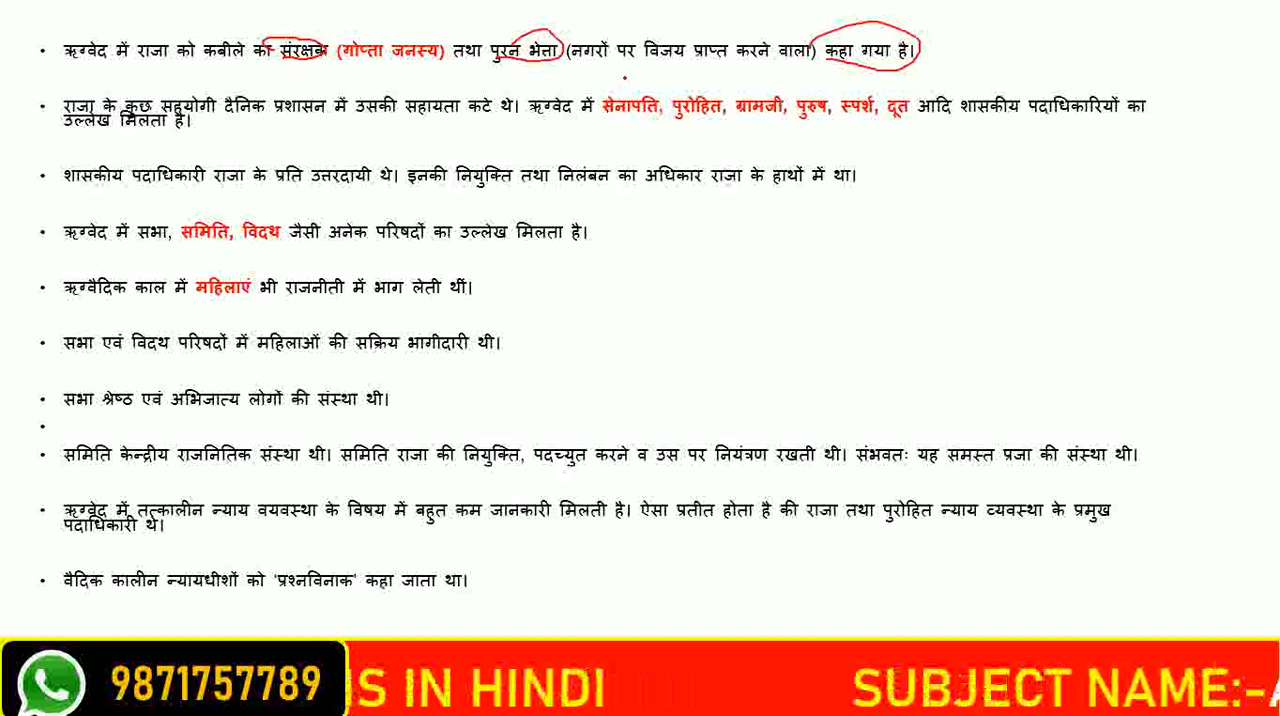 • ऋग्वेद में राजा को कबीले का संरक्षक (गोप्ता जनस्य) तथा पुरन भेत्ता (नगरों पर विजय प्राप्त करने वाला) कहा गया है।
• राजा के कुछ सहयोगी दैनिक प्रशासन में उसकी सहायता कटे थे। ऋग्वेद में सेनापति, पुरोहित, ग्रामजी, पुरुष, स्पर्श, दूत आदि शासकीय पदाधिकारियों का
उल्लेख मिलता है।
• शासकीय पदाधिकारी राजा के प्रति उत्तरदायी थे। इनकी नियुक्ति तथा निलंबन का अधिकार राजा के हाथों में था।
• ऋग्वेद में सभा, समिति, विदथ जैसी अनेक परिषदों का उल्लेख मिलता है।
• ऋग्वैदिक काल में महिलाएं भी राजनीती में भाग लेती थीं।
• सभा एवं विदथ परिषदों में महिलाओं की सक्रिय भागीदारी थी।
• सभा श्रेष्ठ एवं अभिजात्य लोगों की संस्था थी।
•
• समिति केन्द्रीय राजनितिक संस्था थी। समिति राजा की नियुक्ति, पदच्युत करने व उस पर नियंत्रण रखती थी। संभवतः यह समस्त प्रजा की संस्था थी।
• ऋग्वेद में तत्कालीन न्याय वयवस्था के विषय में बहुत कम जानकारी मिलती है। ऐसा प्रतीत होता है की राजा तथा पुरोहित न्याय व्यवस्था के प्रमुख
पदाधिकारी थे।
• वैदिक कालीन न्यायधीशों को 'प्रश्नविनाक' कहा जाता था।
9871757789 S IN HINDI SUBJECT NAME:-